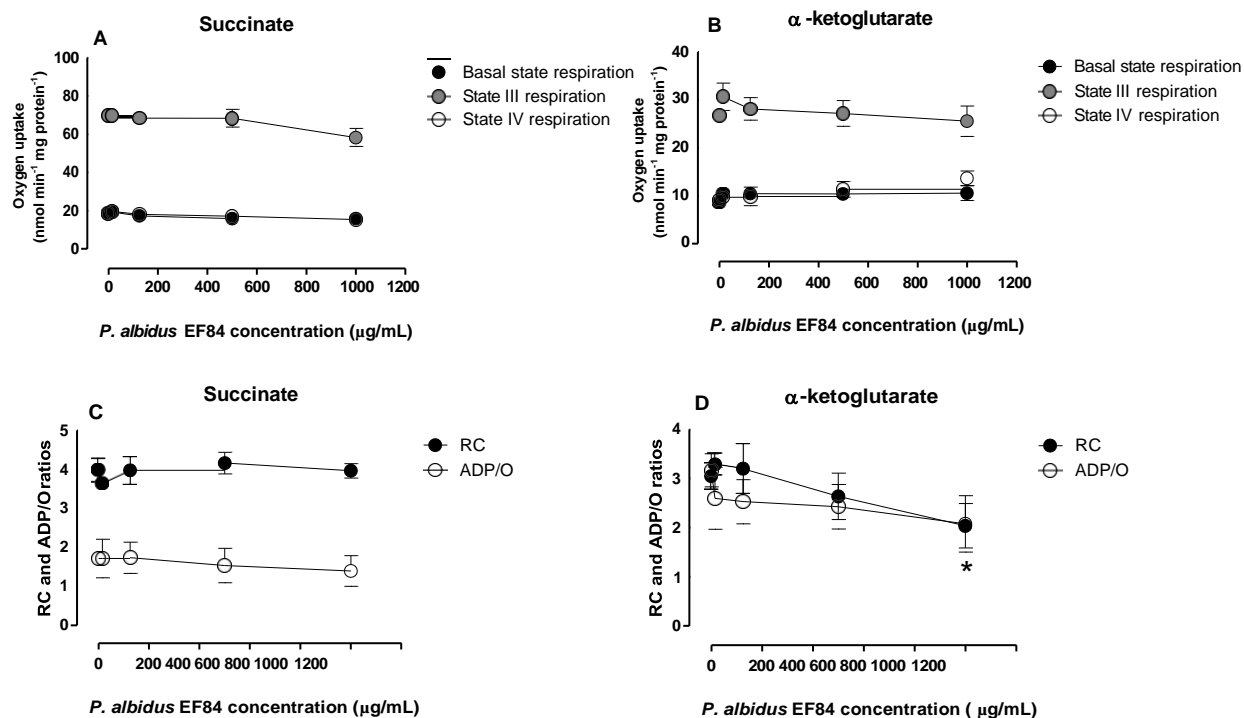 A
Succinate
100
80
60
40
20
0
Oxygen uptake
(nmol min⁻¹ mg protein⁻¹)
0 200 400 600 800 1000 1200
P. albidus EF84 concentration (µg/mL)
Basal state respiration
State III respiration
State IV respiration
B
α -ketoglutarate
40
30
20
10
0
Oxygen uptake
(nmol min⁻¹ mg protein⁻¹)
0 200 400 600 800 1000 1200
P. albidus EF84 concentration (µg/mL)
Basal state respiration
State III respiration
State IV respiration
C
Succinate
5
4
3
2
1
0
RC and ADP/O ratios
0 200 400 600 800 1000 1200
P. albidus EF84 concentration (µg/mL)
RC
ADP/O
D
α-ketoglutarate
4
3
2
1
0
RC and ADP/O ratios
*
0 200 400 600 800 1000 1200
P. albidus EF84 concentration ( µg/mL)
RC
ADP/O